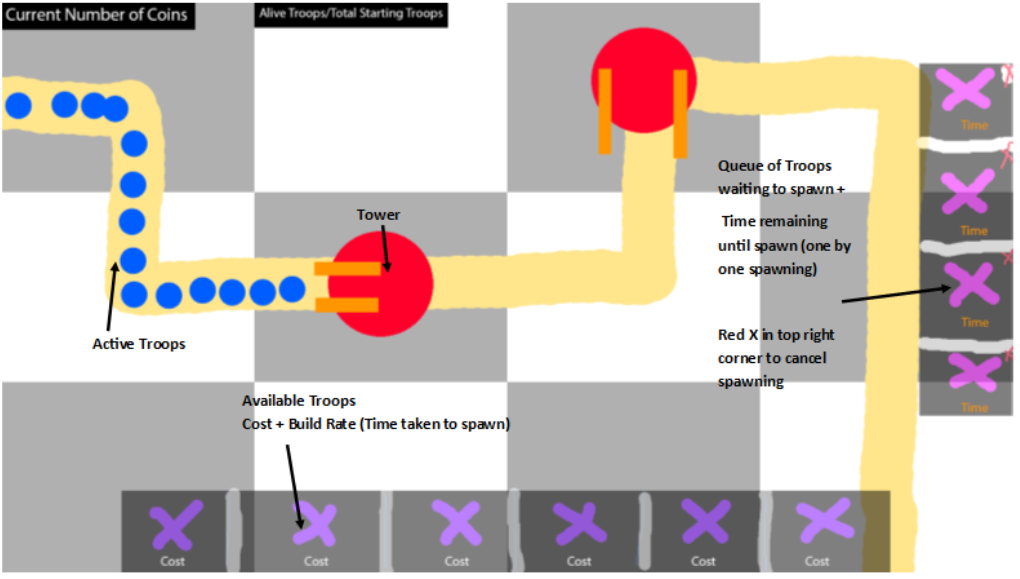 Current Number of Coins
Alive Troops/Total Starting Troops
Time
Queue of Troops
waiting to spawn +
Tower
Time remaining
until spawn (one by
one spawning)
Time
Active Troops
Time
Red X in top right
corner to cancel
spawning
Time
Available Troops
Cost + Build Rate (Time taken to spawn)
Cost
Cost
Cost
Cost
Cost
Cost